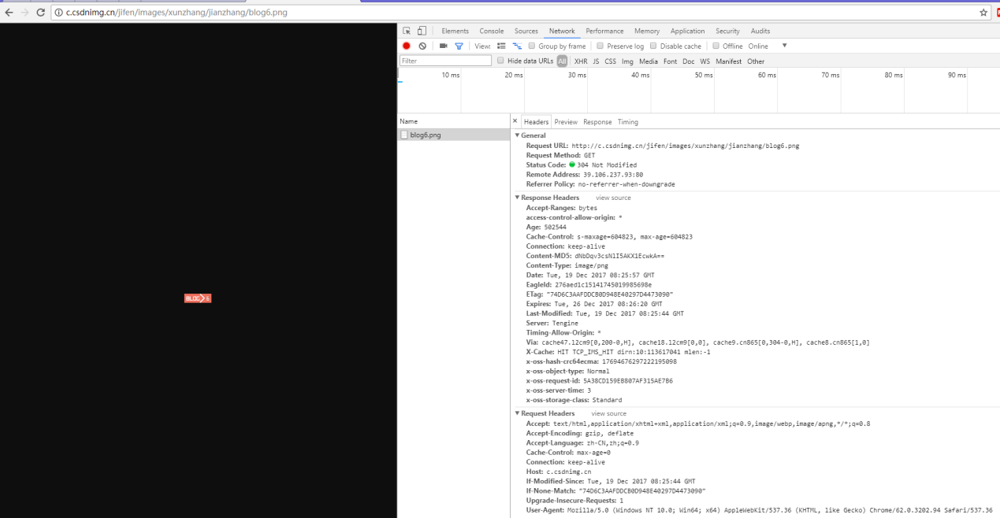 c.csdnimg.cn/jifen/images/xunzhang/jianzhang/blog6.png
Elements Console Sources Network Performance Memory Application Security Audits
View: Group by frame Preserve log Disable cache Offline Online
Filter Hide data URLs All XHR JS CSS Img Media Font Doc WS Manifest Other
10 ms 20 ms 30 ms 40 ms 50 ms 60 ms 70 ms 80 ms 90 ms
Name
blog6.png
× Headers Preview Response Timing
General
Request URL: http://c.csdnimg.cn/jifen/images/xunzhang/jianzhang/blog6.png
Request Method: GET
Status Code: 304 Not Modified
Remote Address: 39.106.237.93:80
Referrer Policy: no-referrer-when-downgrade
Response Headers view source
Accept-Ranges: bytes
access-control-allow-origin: *
Age: 502544
Cache-Control: s-maxage=604823, max-age=604823
Connection: keep-alive
Content-MD5: dNbDqv3csNlI5AKX1EcwkA==
Content-Type: image/png
Date: Tue, 19 Dec 2017 08:25:57 GMT
EagleId: 276aed1c15141745019985698e
ETag: "74D6C3AAFDDCB0D948E40297D4473090"
Expires: Tue, 26 Dec 2017 08:26:20 GMT
Last-Modified: Tue, 19 Dec 2017 08:25:44 GMT
Server: Tengine
Timing-Allow-Origin: *
Via: cache47.l2cm9[0,200-0,H], cache18.l2cm9[0,0], cache9.cn865[0,304-0,H], cache8.cn865[1,0]
X-Cache: HIT TCP_IMS_HIT dirn:10:113617041 mlen:-1
x-oss-hash-crc64ecma: 17694676297222195098
x-oss-object-type: Normal
x-oss-request-id: 5A38CD159EB807AF315AE7B6
x-oss-server-time: 3
x-oss-storage-class: Standard
Request Headers view source
Accept: text/html,application/xhtml+xml,application/xml;q=0.9,image/webp,image/apng,*/*;q=0.8
Accept-Encoding: gzip, deflate
Accept-Language: zh-CN,zh;q=0.9
Cache-Control: max-age=0
Connection: keep-alive
Host: c.csdnimg.cn
If-Modified-Since: Tue, 19 Dec 2017 08:25:44 GMT
If-None-Match: "74D6C3AAFDDCB0D948E40297D4473090"
Upgrade-Insecure-Requests: 1
User-Agent: Mozilla/5.0 (Windows NT 10.0; Win64; x64) AppleWebKit/537.36 (KHTML, like Gecko) Chrome/62.0.3202.94 Safari/537.36
BLOG 6